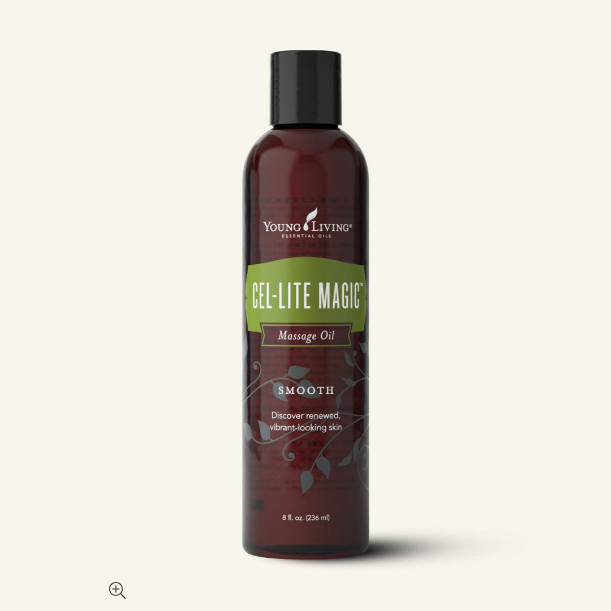 YOUNG LIVING®
ESSENTIAL OILS
CEL-LITE MAGIC™
Massage Oil
SMOOTH
Discover renewed,
vibrant-looking skin
8 fl. oz. (236 ml)